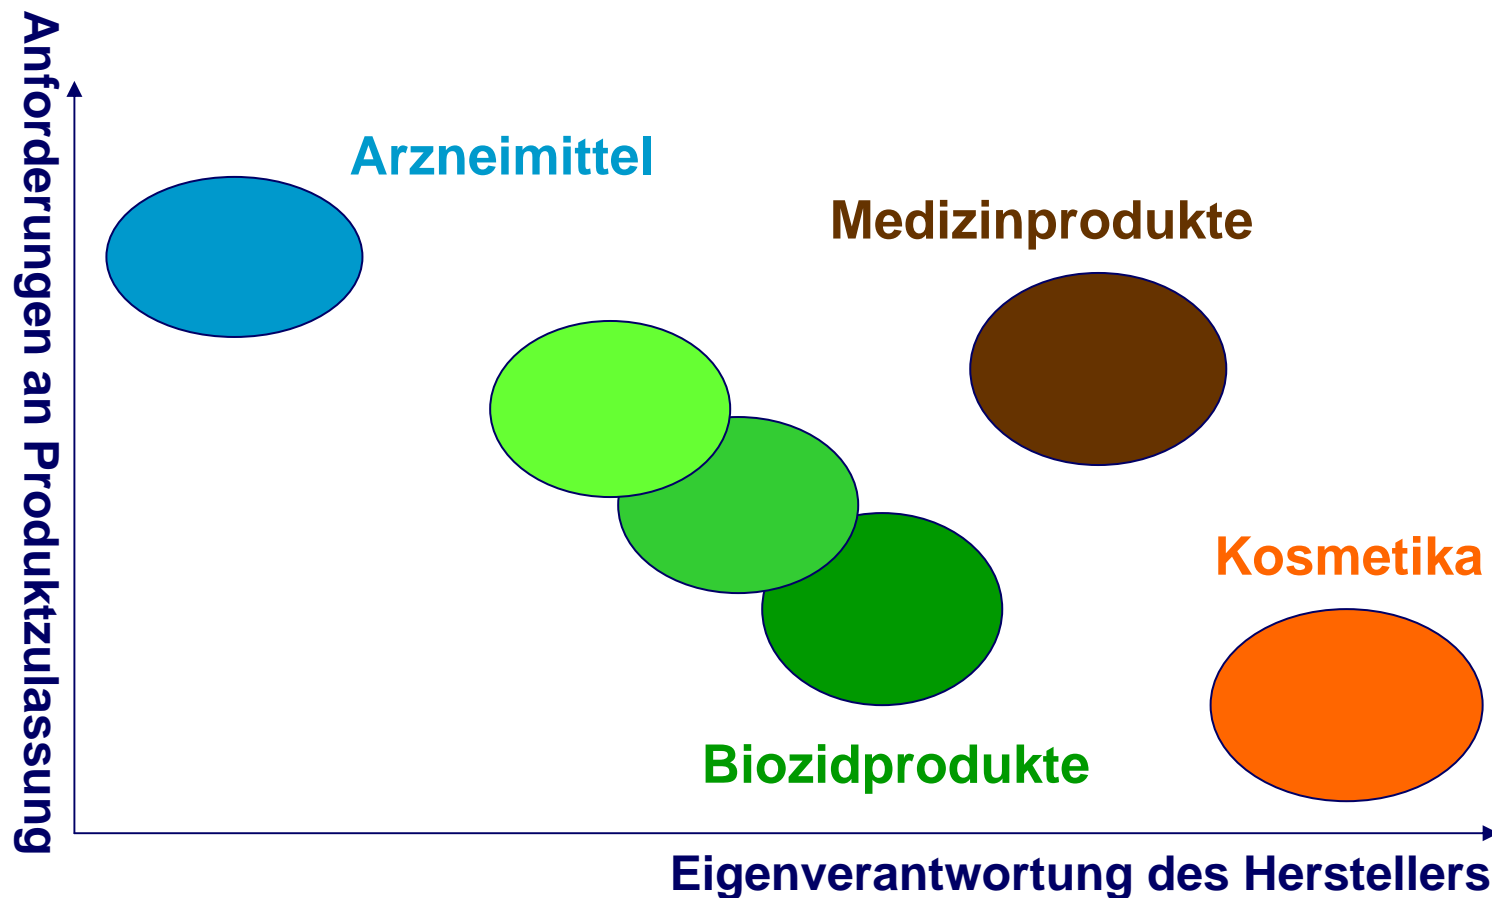 Anforderungen an Produktzulassung
Arzneimittel
Medizinprodukte
Kosmetika
Biozidprodukte
Eigenverantwortung des Herstellers